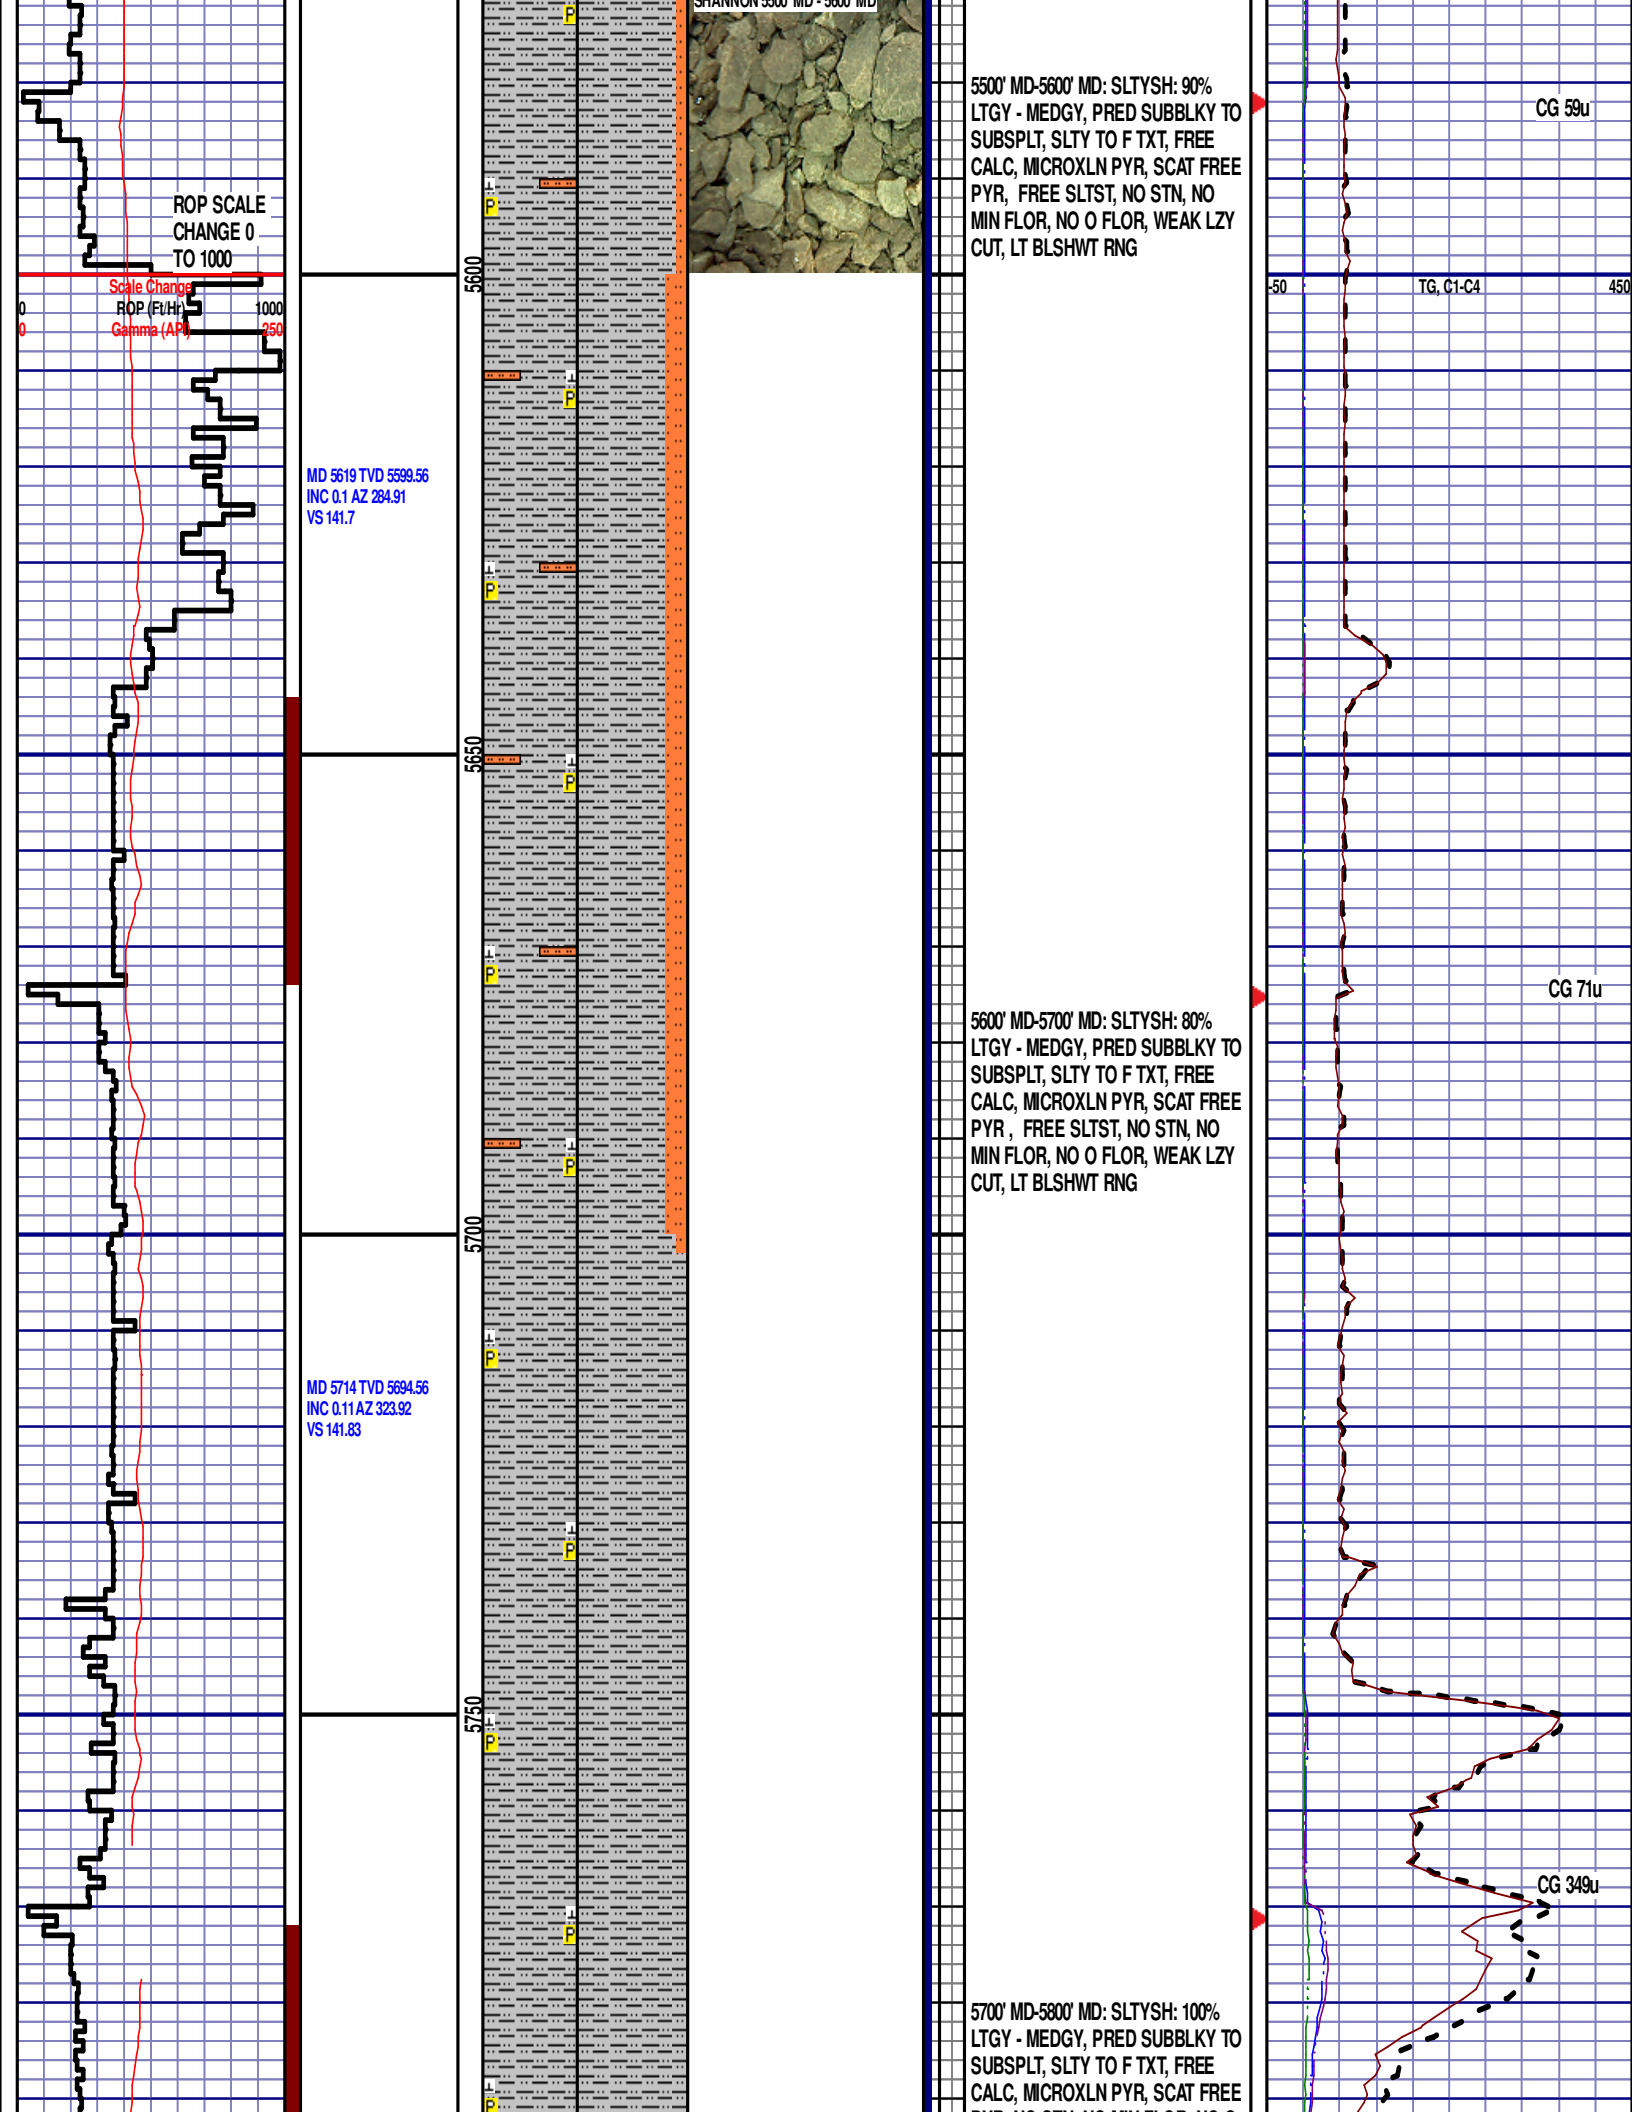 SHANNON 5500' MD - 5600' MD
P
5500' MD-5600' MD: SLTYSH: 90%
LTGY - MEDGY, PRED SUBBLKY TO
SUBSPLT, SLTY TO F TXT, FREE
CALC, MICROXLN PYR, SCAT FREE
PYR, FREE SLTST, NO STN, NO
MIN FLOR, NO O FLOR, WEAK LZY
CUT, LT BLSHWT RNG
CG 59u
P
ROP SCALE
CHANGE 0
TO 1000
5600
Scale Change
0 ROP (Ft/Hr) 1000
0 Gamma (API) 250
-50 TG, C1-C4 450
P
MD 5619 TVD 5599.56
INC 0.1 AZ 284.91
VS 141.7
P
5650
P
P
CG 71u
5600' MD-5700' MD: SLTYSH: 80%
LTGY - MEDGY, PRED SUBBLKY TO
SUBSPLT, SLTY TO F TXT, FREE
CALC, MICROXLN PYR, SCAT FREE
PYR , FREE SLTST, NO STN, NO
MIN FLOR, NO O FLOR, WEAK LZY
CUT, LT BLSHWT RNG
P
5700
P
MD 5714 TVD 5694.56
INC 0.11 AZ 323.92
VS 141.83
P
5750
P
CG 349u
P
5700' MD-5800' MD: SLTYSH: 100%
LTGY - MEDGY, PRED SUBBLKY TO
SUBSPLT, SLTY TO F TXT, FREE
CALC, MICROXLN PYR, SCAT FREE
P